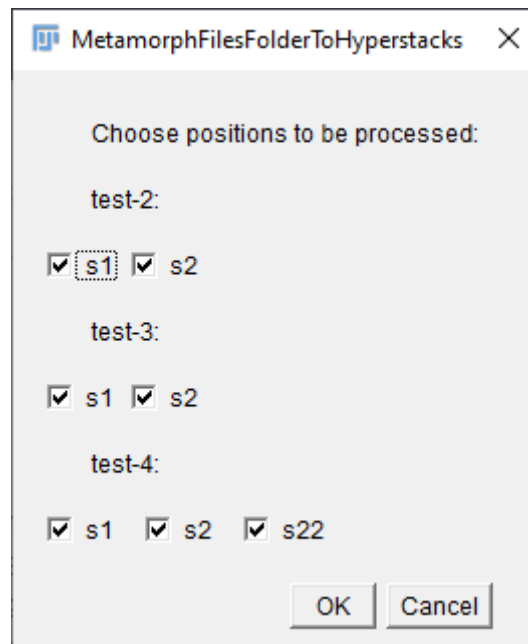 MetamorphFilesFolderToHyperstacks
Choose positions to be processed:
test-2:
s1 s2
test-3:
s1 s2
test-4:
s1 s2 s22
OK Cancel